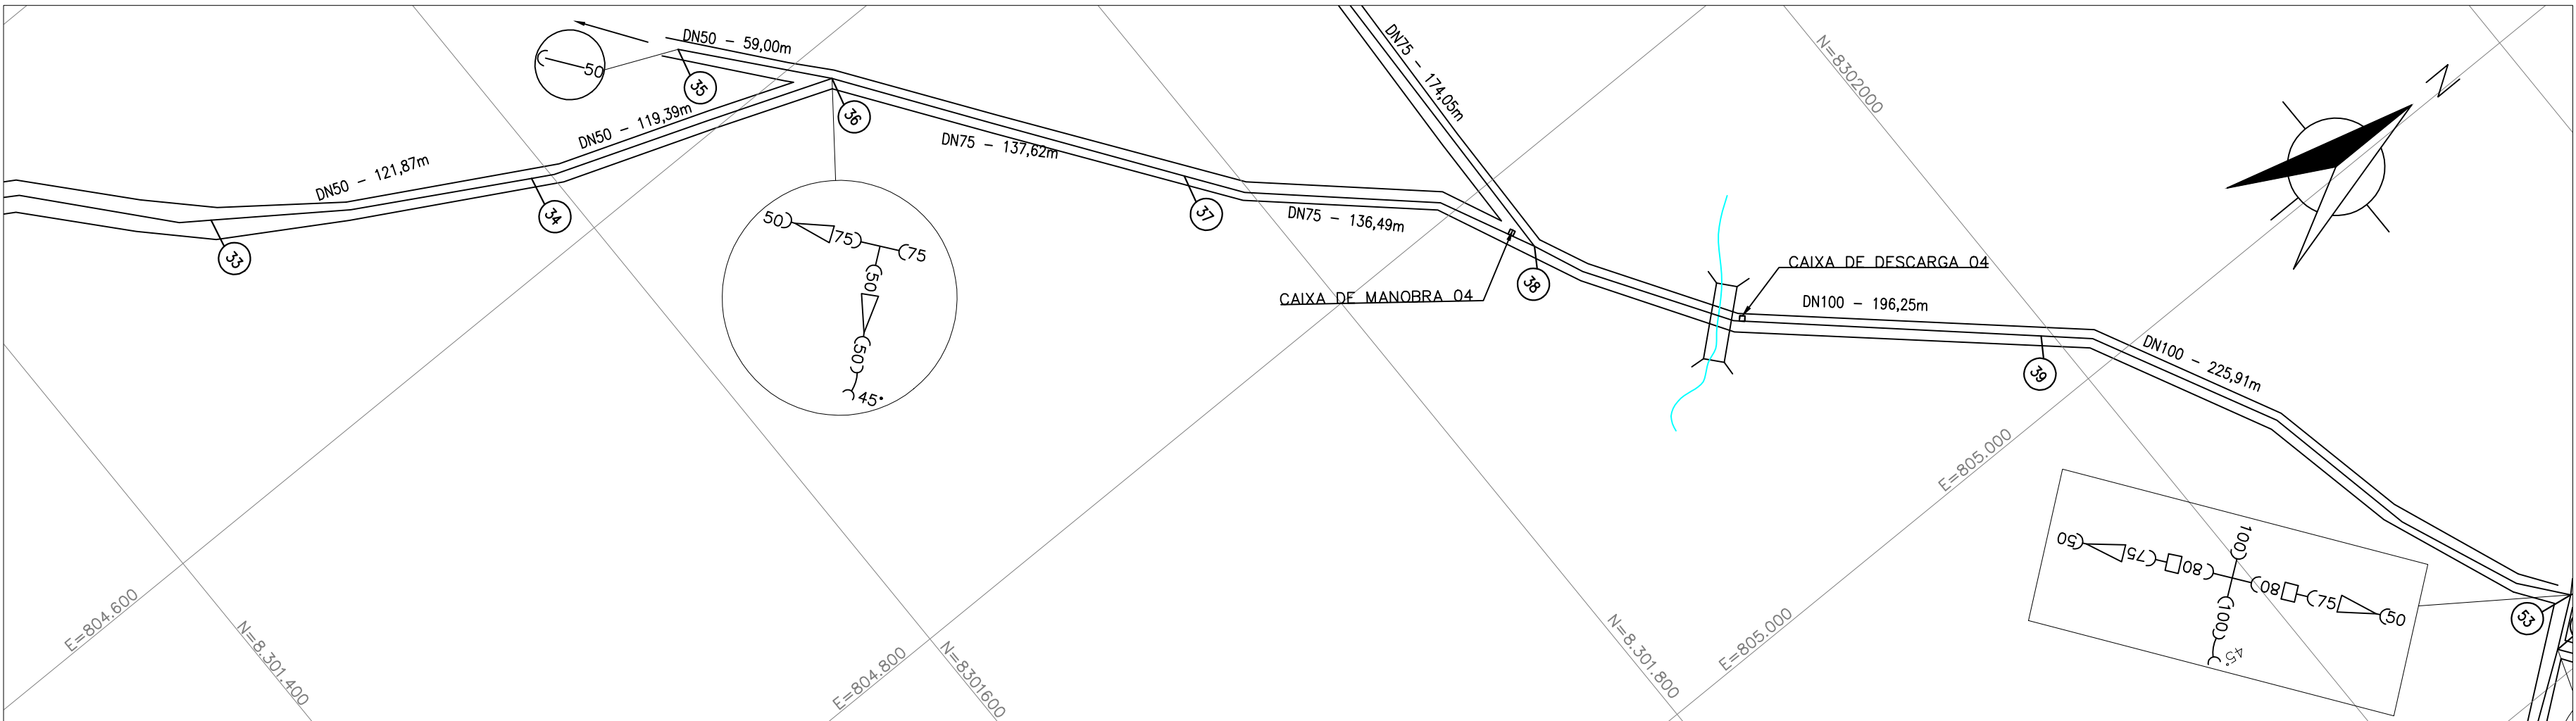 DN50 - 59,00m
50
35
DN50 - 119,39m
36
DN50 - 121,87m
34
33
DN75 - 137,62m
37
DN75 - 136,49m
DN75 - 174,05m
N=8302000
N
50
75
75
50
50
45°
CAIXA DE MANOBRA 04
38
CAIXA DE DESCARGA 04
DN100 - 196,25m
39
DN100 - 225,91m
E=805.000
50
75
80
100
80
75
50
100
45°
53
E=804.600
N=8.301.400
E=804.800
N=8301600
N=8.301.800
E=805.000